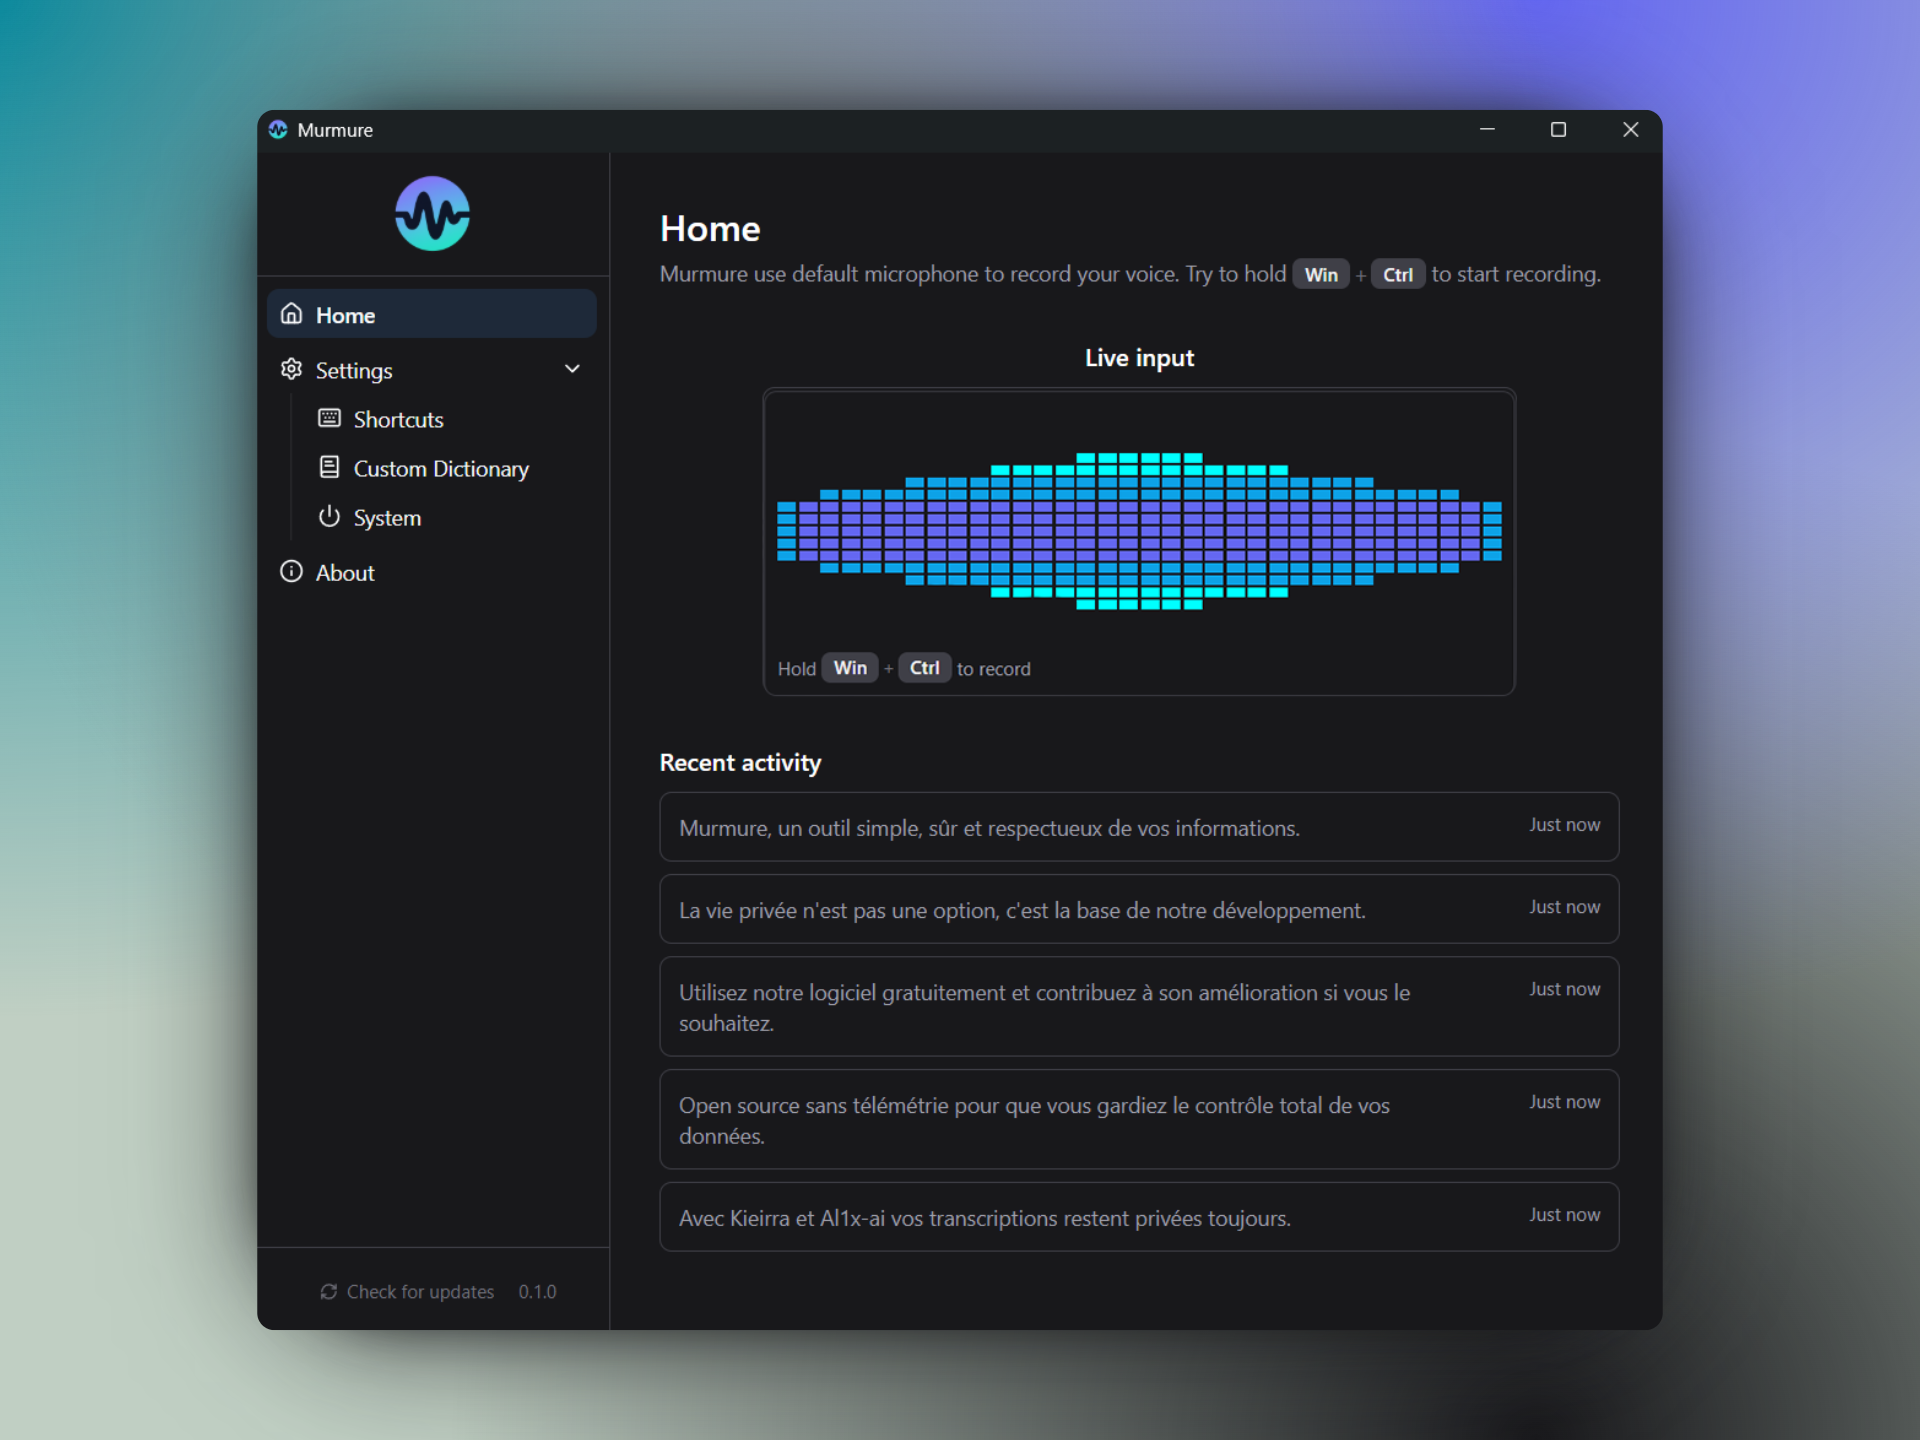 Murmure
Home
Settings
Shortcuts
Custom Dictionary
System
About
Check for updates 0.1.0
Home
Murmure use default microphone to record your voice. Try to hold Win + Ctrl to start recording.
Live input
Hold Win + Ctrl to record
Recent activity
Murmure, un outil simple, sûr et respectueux de vos informations. Just now
La vie privée n'est pas une option, c'est la base de notre développement. Just now
Utilisez notre logiciel gratuitement et contribuez à son amélioration si vous le Just now
souhaitez.
Open source sans télémétrie pour que vous gardiez le contrôle total de vos Just now
données.
Avec Kieirra et Al1x-ai vos transcriptions restent privées toujours. Just now